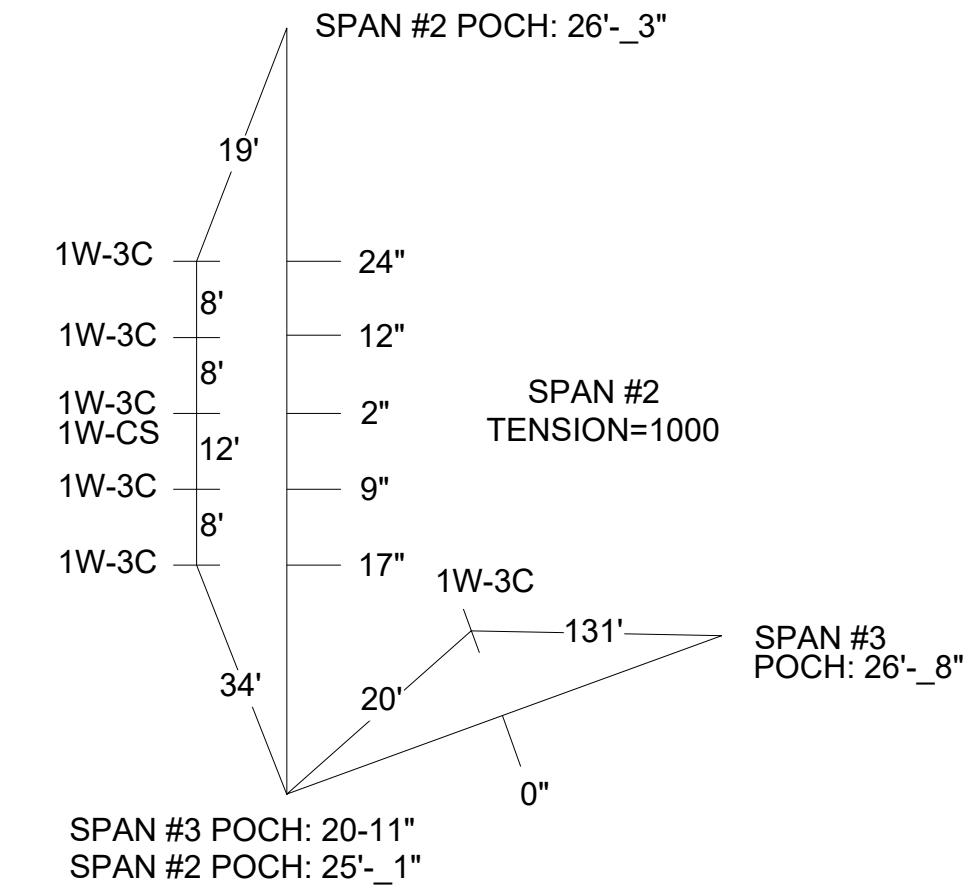 SPAN #2 POCH: 26'-_3"
19'
1W-3C
24"
8'
1W-3C
12"
8'
1W-3C
1W-CS
2"
SPAN #2
TENSION=1000
12'
1W-3C
9"
8'
1W-3C
17"
1W-3C
131'
SPAN #3
POCH: 26'-_8"
34'
20'
0"
SPAN #3 POCH: 20-11"
SPAN #2 POCH: 25'-_1"